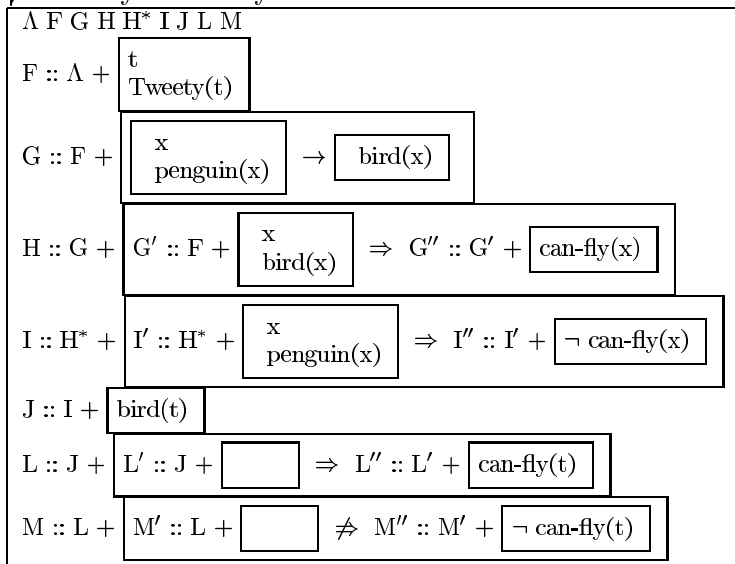 Λ F G H H* I J L M
t
F :: Λ +
Tweety(t)
x
G :: F + → bird(x)
penguin(x)
x
H :: G + G′ :: F + ⇒ G′′ :: G′ + can-fly(x)
bird(x)
x
I :: H* + I′ :: H* + ⇒ I′′ :: I′ + ¬ can-fly(x)
penguin(x)
J :: I + bird(t)
L :: J + L′ :: J + ⇒ L′′ :: L′ + can-fly(t)
M :: L + M′ :: L + ⇏ M′′ :: M′ + ¬ can-fly(t)